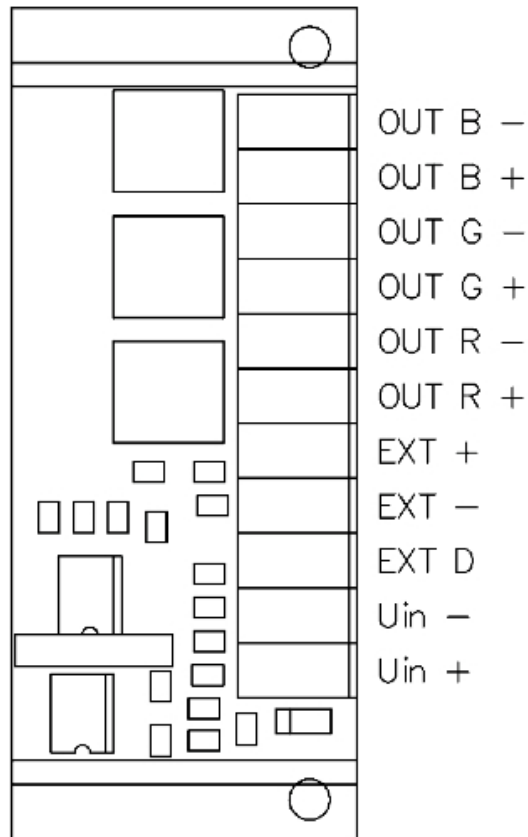 OUT B -
OUT B +
OUT G -
OUT G +
OUT R -
OUT R +
EXT +
EXT -
EXT D
Uin -
Uin +